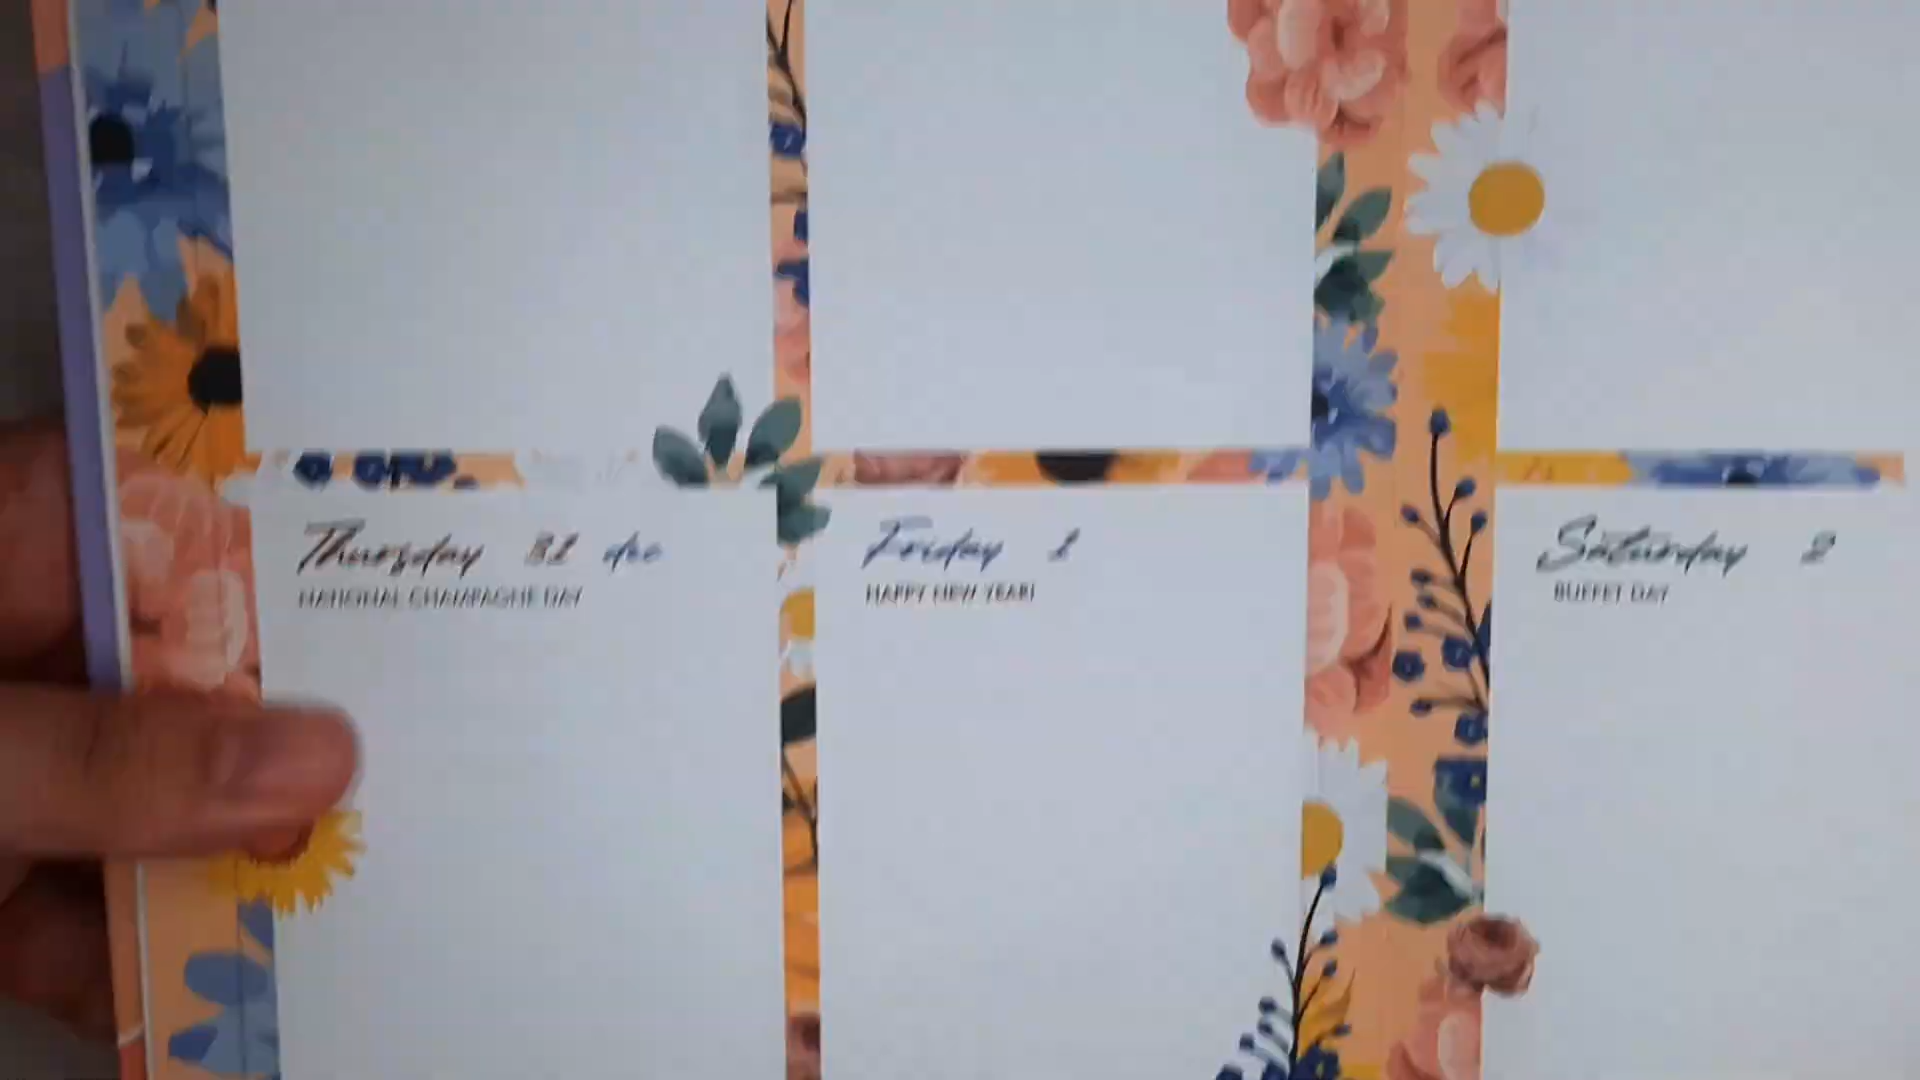 Thursday 31 dec
NATIONAL CHAMPAGNE DAY
Friday 1
HAPPY NEW YEAR!
Saturday 2
BUFFET DAY